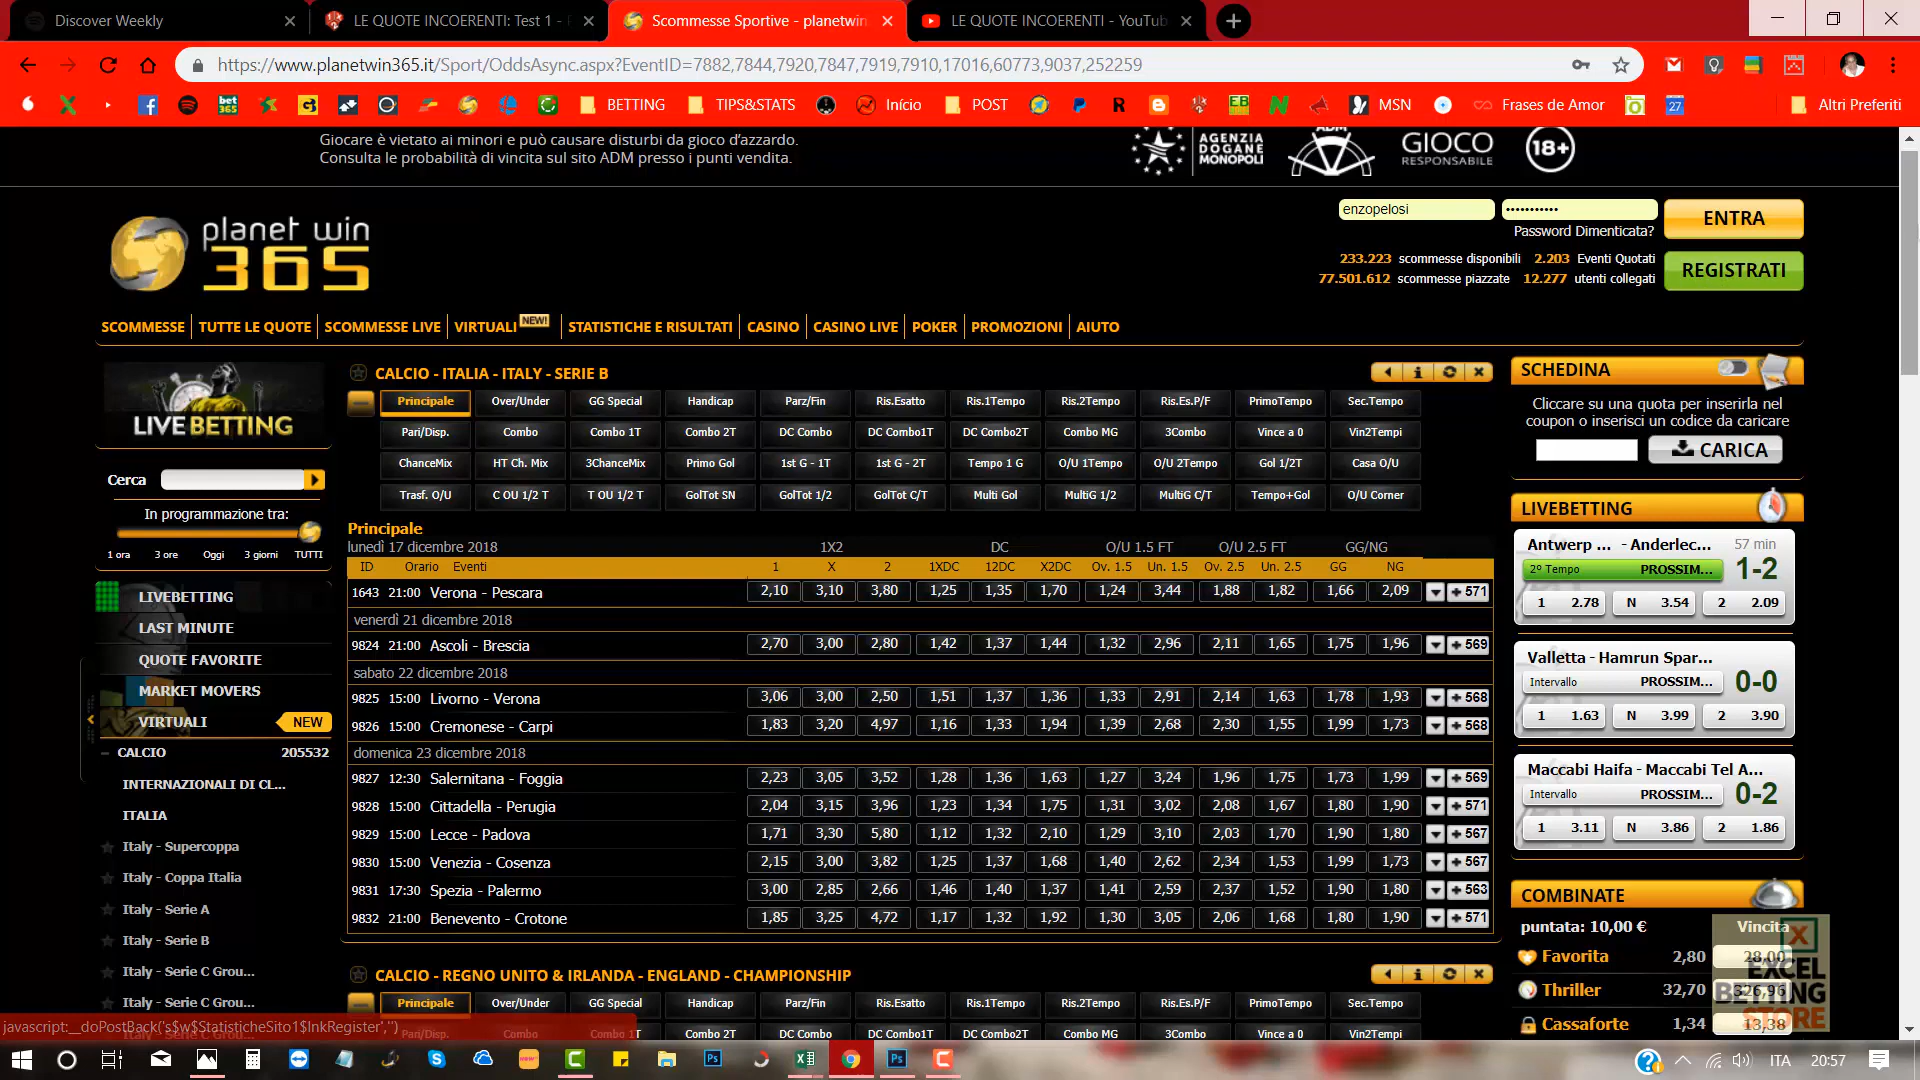 Discover Weekly
LE QUOTE INCOERENTI: Test 1 -
Scommesse Sportive - planetwin
LE QUOTE INCOERENTI - YouTub
https://www.planetwin365.it/Sport/OddsAsync.aspx?EventID=7882,7844,7920,7847,7919,7910,17016,60773,9037,252259
bet365 BETTING TIPS&STATS Início POST MSN Frases de Amor 27 Altri Preferiti
Giocare è vietato ai minori e può causare disturbi da gioco d'azzardo.
Consulta le probabilità di vincita sul sito ADM presso i punti vendita.
AGENZIA DOGANE MONOPOLI ADM GIOCO RESPONSABILE 18+
planet win 365
enzopelosi ••••••••••• ENTRA
Password Dimenticata?
233.223 scommesse disponibili 2.203 Eventi Quotati
77.501.612 scommesse piazzate 12.277 utenti collegati
REGISTRATI
SCOMMESSE TUTTE LE QUOTE SCOMMESSE LIVE VIRTUALI NEW! STATISTICHE E RISULTATI CASINO CASINO LIVE POKER PROMOZIONI AIUTO
LIVE BETTING
Cerca
In programmazione tra:
1 ora 3 ore Oggi 3 giorni TUTTI
LIVEBETTING
LAST MINUTE
QUOTE FAVORITE
MARKET MOVERS
VIRTUALI NEW
CALCIO 205532
INTERNAZIONALI DI CL...
ITALIA
Italy - Supercoppa
Italy - Coppa Italia
Italy - Serie A
Italy - Serie B
Italy - Serie C Grou...
Italy - Serie C Grou...
CALCIO - ITALIA - ITALY - SERIE B
Principale Over/Under GG Special Handicap Parz/Fin Ris.Esatto Ris.1Tempo Ris.2Tempo Ris.Es.P/F PrimoTempo Sec.Tempo
Pari/Disp. Combo Combo 1T Combo 2T DC Combo DC Combo1T DC Combo2T Combo MG 3Combo Vince a 0 Vin2Tempi
ChanceMix HT Ch. Mix 3ChanceMix Primo Gol 1st G - 1T 1st G - 2T Tempo 1 G O/U 1Tempo O/U 2Tempo Gol 1/2T Casa O/U
Trasf. O/U C OU 1/2 T T OU 1/2 T GolTot SN GolTot 1/2 GolTot C/T Multi Gol MultiG 1/2 MultiG C/T Tempo+Gol O/U Corner
Principale
lunedì 17 dicembre 2018 1X2 DC O/U 1.5 FT O/U 2.5 FT GG/NG
ID Orario Eventi 1 X 2 1XDC 12DC X2DC Ov. 1.5 Un. 1.5 Ov. 2.5 Un. 2.5 GG NG
1643 21:00 Verona - Pescara 2,10 3,10 3,80 1,25 1,35 1,70 1,24 3,44 1,88 1,82 1,66 2,09 +571
venerdì 21 dicembre 2018
9824 21:00 Ascoli - Brescia 2,70 3,00 2,80 1,42 1,37 1,44 1,32 2,96 2,11 1,65 1,75 1,96 +569
sabato 22 dicembre 2018
9825 15:00 Livorno - Verona 3,06 3,00 2,50 1,51 1,37 1,36 1,33 2,91 2,14 1,63 1,78 1,93 +568
9826 15:00 Cremonese - Carpi 1,83 3,20 4,97 1,16 1,33 1,94 1,39 2,68 2,30 1,55 1,99 1,73 +568
domenica 23 dicembre 2018
9827 12:30 Salernitana - Foggia 2,23 3,05 3,52 1,28 1,36 1,63 1,27 3,24 1,96 1,75 1,73 1,99 +569
9828 15:00 Cittadella - Perugia 2,04 3,15 3,96 1,23 1,34 1,75 1,31 3,02 2,08 1,67 1,80 1,90 +571
9829 15:00 Lecce - Padova 1,71 3,30 5,80 1,12 1,32 2,10 1,29 3,10 2,03 1,70 1,90 1,80 +567
9830 15:00 Venezia - Cosenza 2,15 3,00 3,82 1,25 1,37 1,68 1,40 2,62 2,34 1,53 1,99 1,73 +567
9831 17:30 Spezia - Palermo 3,00 2,85 2,66 1,46 1,40 1,37 1,41 2,59 2,37 1,52 1,90 1,80 +563
9832 21:00 Benevento - Crotone 1,85 3,25 4,72 1,17 1,32 1,92 1,30 3,05 2,06 1,68 1,80 1,90 +571
CALCIO - REGNO UNITO & IRLANDA - ENGLAND - CHAMPIONSHIP
Principale Over/Under GG Special Handicap Parz/Fin Ris.Esatto Ris.1Tempo Ris.2Tempo Ris.Es.P/F PrimoTempo Sec.Tempo
Pari/Disp. Combo Combo 1T Combo 2T DC Combo DC Combo1T DC Combo2T Combo MG 3Combo Vince a 0 Vin2Tempi
SCHEDINA
Cliccare su una quota per inserirla nel
coupon o inserisci un codice da caricare
CARICA
LIVEBETTING
Antwerp ... - Anderlec... 57 min
2º Tempo PROSSIM... 1-2
1 2.78 N 3.54 2 2.09
Valletta - Hamrun Spar...
Intervallo PROSSIM... 0-0
1 1.63 N 3.99 2 3.90
Maccabi Haifa - Maccabi Tel A...
Intervallo PROSSIM... 0-2
1 3.11 N 3.86 2 1.86
COMBINATE
puntata: 10,00 € Vincita
Favorita 2,80 28,00
Thriller 32,70 326,96
Cassaforte 1,34 13,38
EXCEL BETTING STORE
javascript:__doPostBack('s$w$StatisticheSito1$lnkRegister','')
ITA 20:57